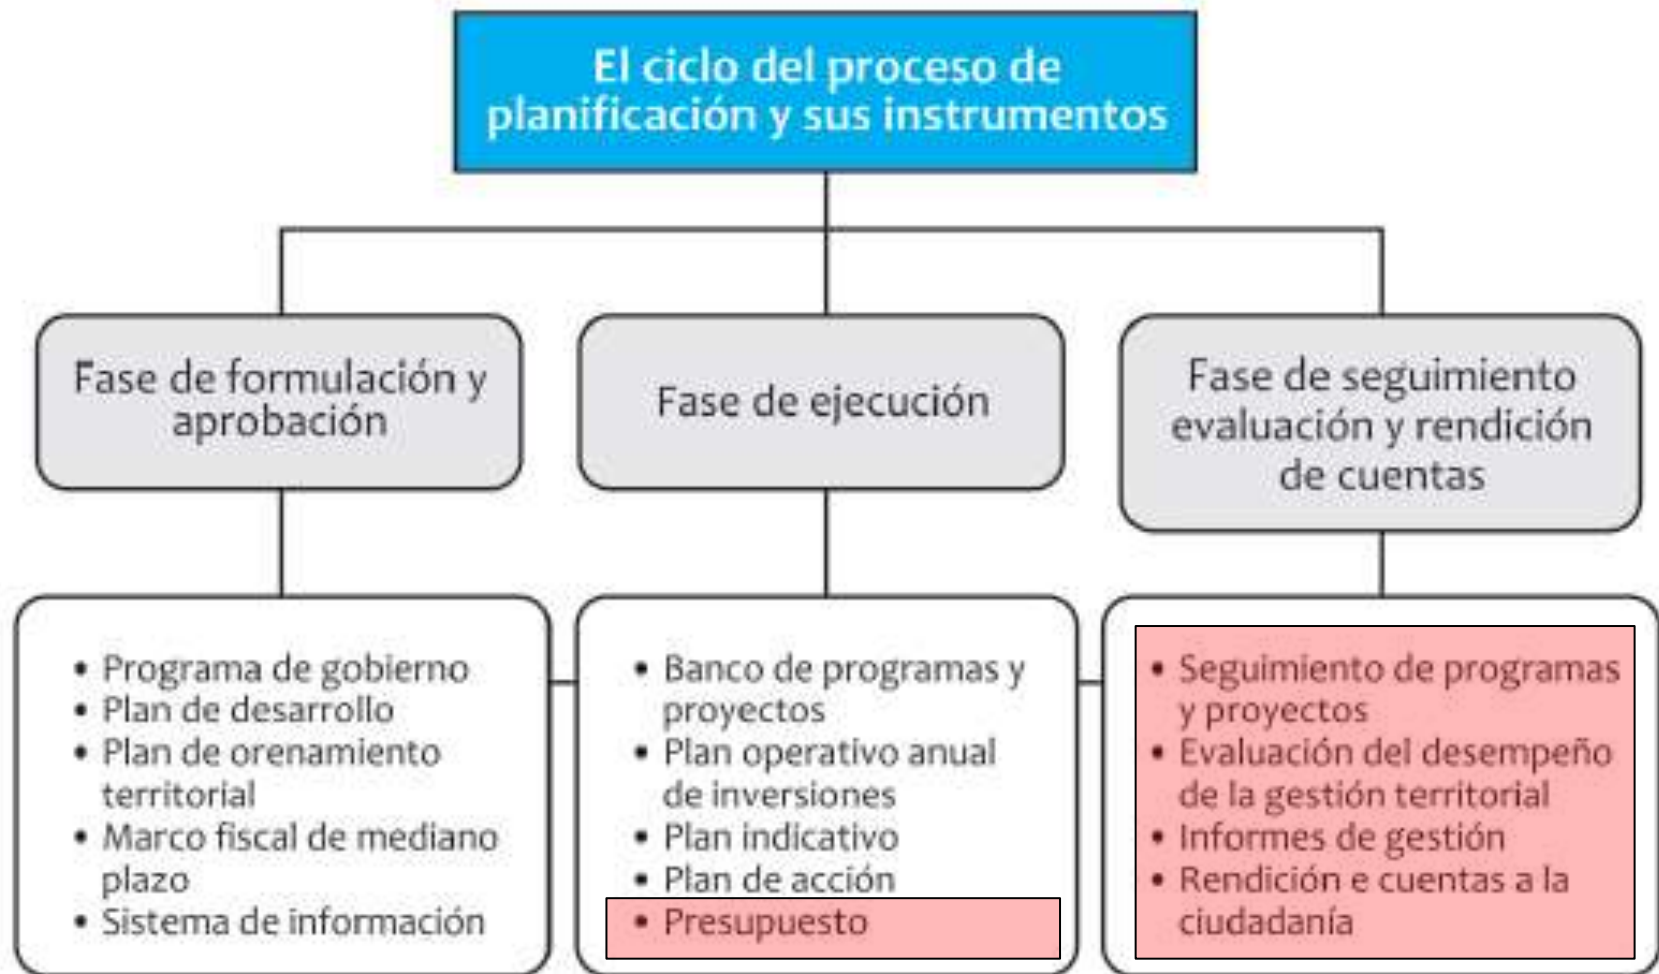 El ciclo del proceso de
planificación y sus instrumentos
Fase de formulación y
aprobación
Fase de ejecución
Fase de seguimiento
evaluación y rendición
de cuentas
• Programa de gobierno
• Plan de desarrollo
• Plan de orenamiento
territorial
• Marco fiscal de mediano
plazo
• Sistema de información
• Banco de programas y
proyectos
• Plan operativo anual
de inversiones
• Plan indicativo
• Plan de acción
• Presupuesto
• Seguimiento de programas
y proyectos
• Evaluación del desempeño
de la gestión territorial
• Informes de gestión
• Rendición e cuentas a la
ciudadanía